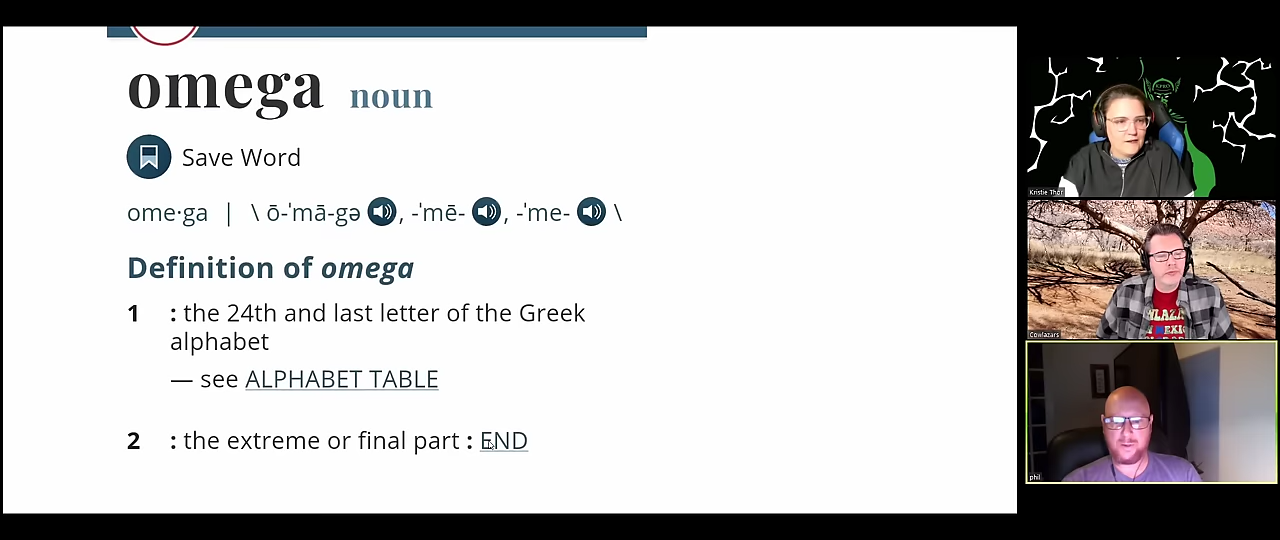 omega noun
Save Word
ome·ga | \ ō-ˈmā-gə , -ˈmē- , -ˈme- \
Definition of omega
1 : the 24th and last letter of the Greek
alphabet
— see ALPHABET TABLE
2 : the extreme or final part : END
Kristie Thor
Cowlazars
phil